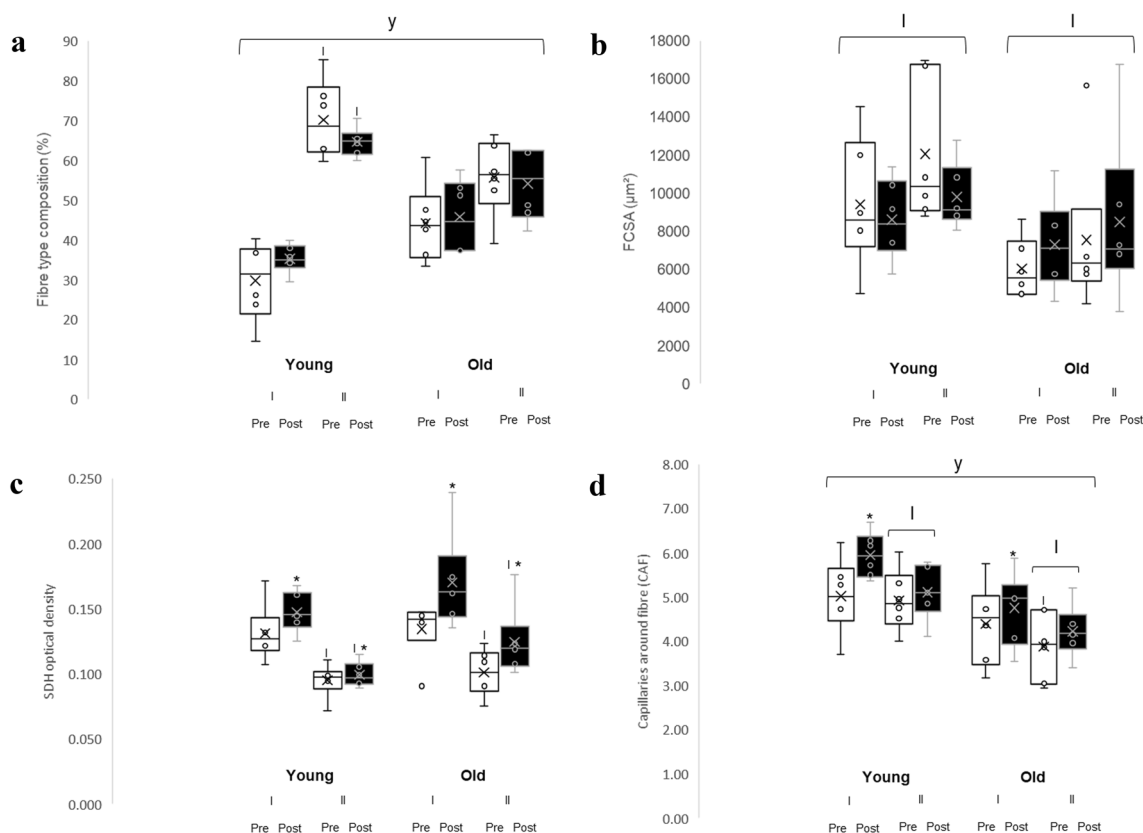 a
y
90
80
70
60
50
40
30
20
10
0
Fibre type composition (%)
I
I
Young Old
I II I II
Pre Post Pre Post Pre Post Pre Post
b
I I
18000
16000
14000
12000
10000
8000
6000
4000
2000
0
FCSA (µm²)
Young Old
I II I II
Pre Post Pre Post Pre Post Pre Post
c
0.250
0.200
0.150
0.100
0.050
0.000
SDH optical density
*
I
I *
*
I
I *
Young Old
I II I II
Pre Post Pre Post Pre Post Pre Post
d
y
8.00
7.00
6.00
5.00
4.00
3.00
2.00
1.00
0.00
Capillaries around fibre (CAF)
*
I
*
I
I
Young Old
I II I II
Pre Post Pre Post Pre Post Pre Post